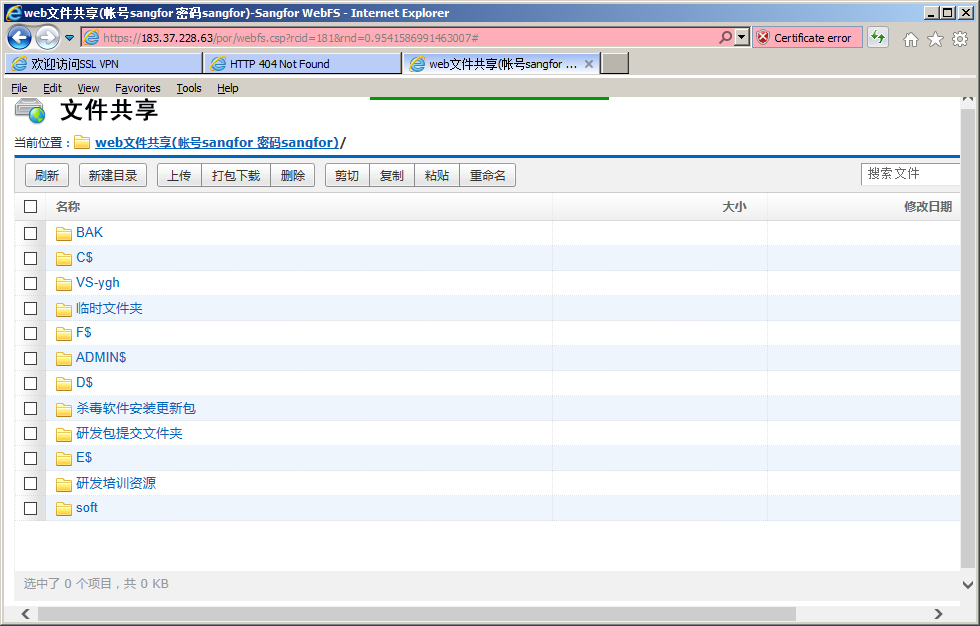 web文件共享(帐号sangfor 密码sangfor)-Sangfor WebFS - Internet Explorer
https://183.37.228.63/por/webfs.csp?rcid=181&rnd=0.9541586991463007#
Certificate error
欢迎访问SSL VPN
HTTP 404 Not Found
web文件共享(帐号sangfor ...
File Edit View Favorites Tools Help
文件共享
当前位置：web文件共享(帐号sangfor 密码sangfor)/
刷新 新建目录 上传 打包下载 删除 剪切 复制 粘贴 重命名 搜索文件
名称 大小 修改日期
BAK
C$
VS-ygh
临时文件夹
F$
ADMIN$
D$
杀毒软件安装更新包
研发包提交文件夹
E$
研发培训资源
soft
选中了 0 个项目，共 0 KB